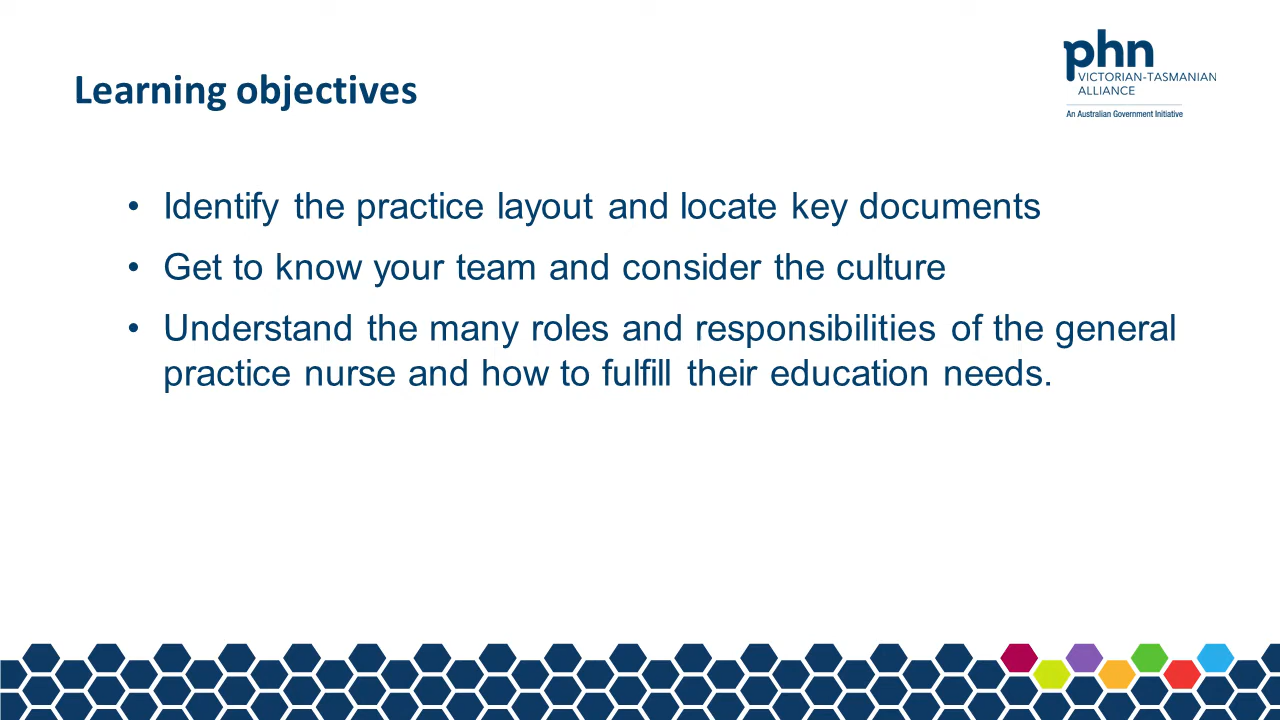 Learning objectives
phn
VICTORIAN-TASMANIAN
ALLIANCE
An Australian Government Initiative
• Identify the practice layout and locate key documents
• Get to know your team and consider the culture
• Understand the many roles and responsibilities of the general
practice nurse and how to fulfill their education needs.